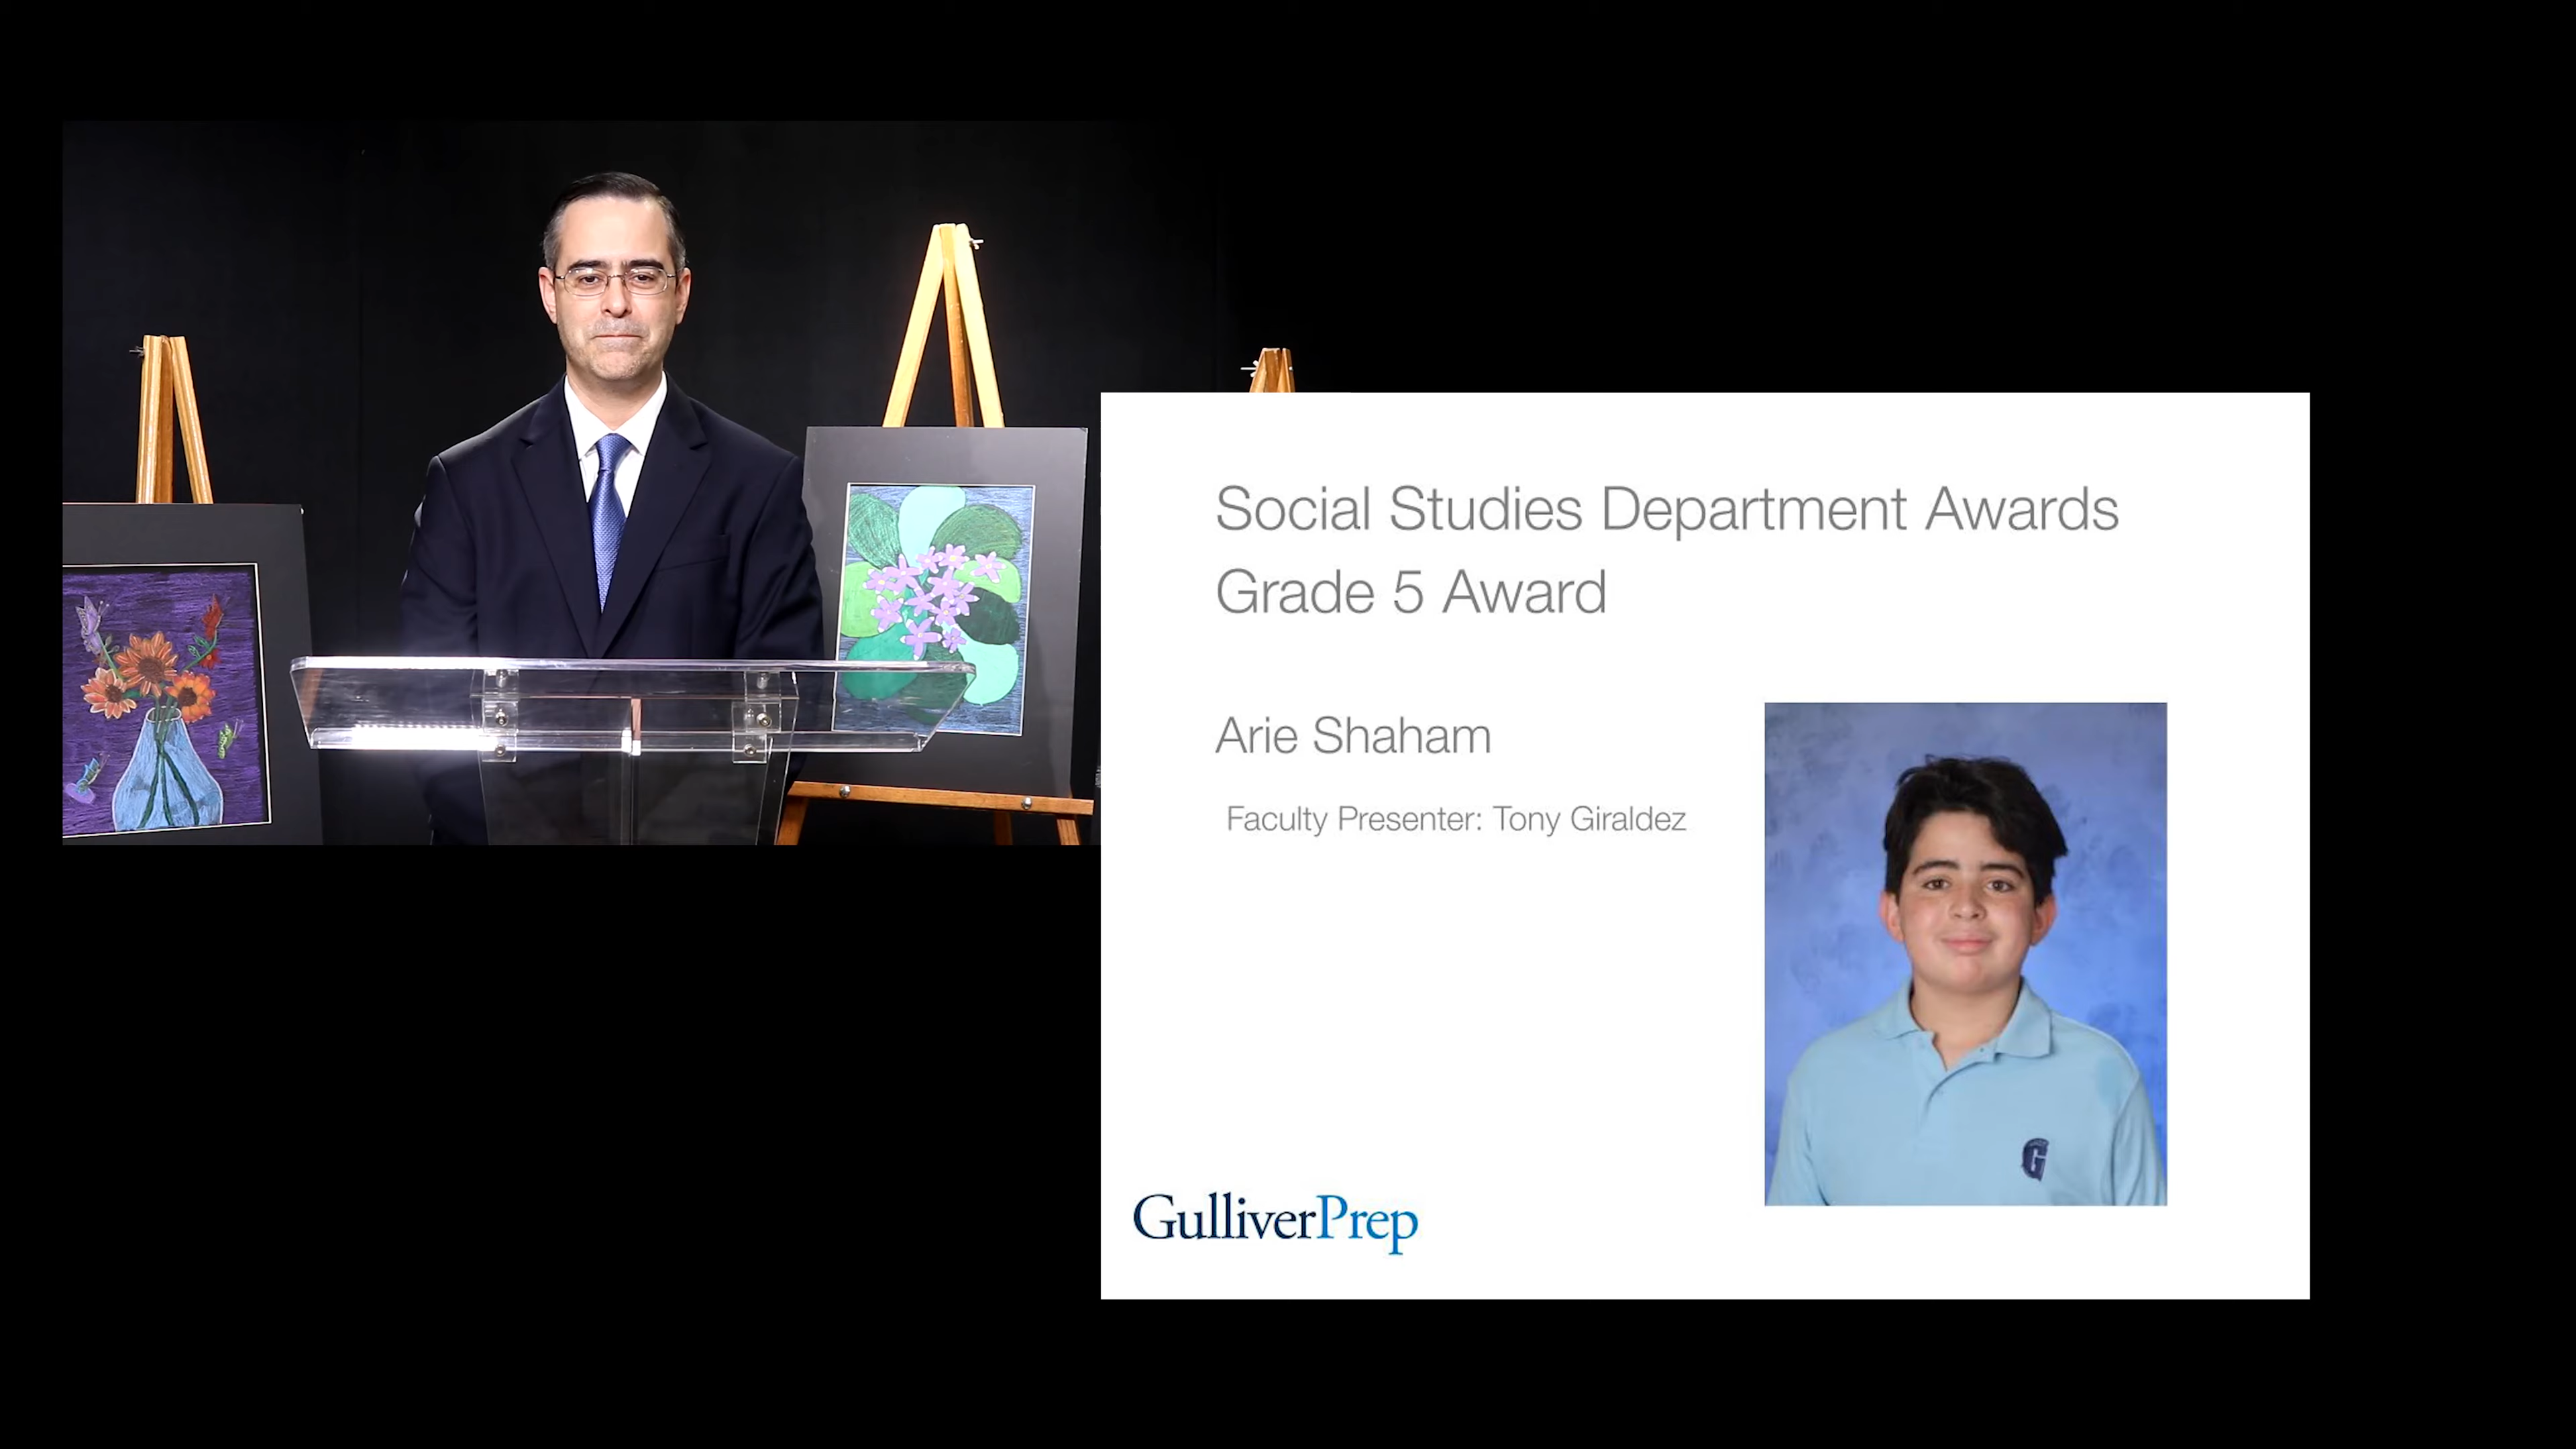 Social Studies Department Awards
Grade 5 Award
Arie Shaham
Faculty Presenter: Tony Giraldez
G
GulliverPrep